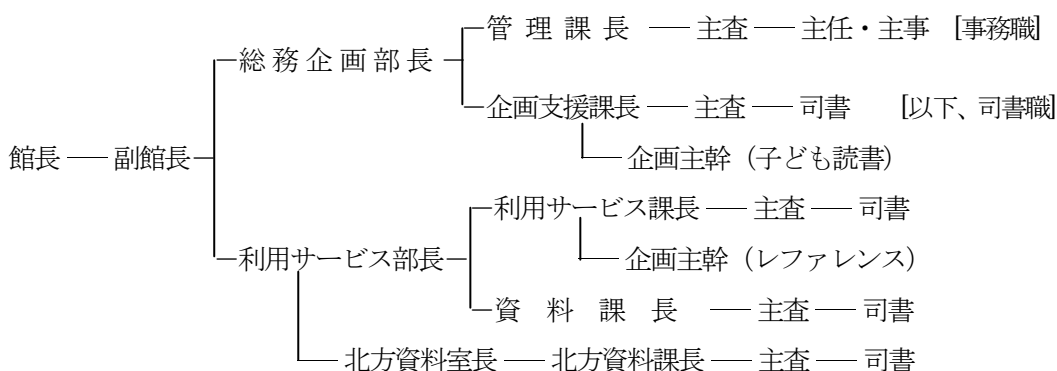 管理課長 主査 主任・主事 [事務職]
総務企画部長
企画支援課長 主査 司書 [以下、司書職]
館長 副館長 企画主幹（子ども読書）
利用サービス課長 主査 司書
利用サービス部長 企画主幹（レファレンス）
資料課長 主査 司書
北方資料室長 北方資料課長 主査 司書